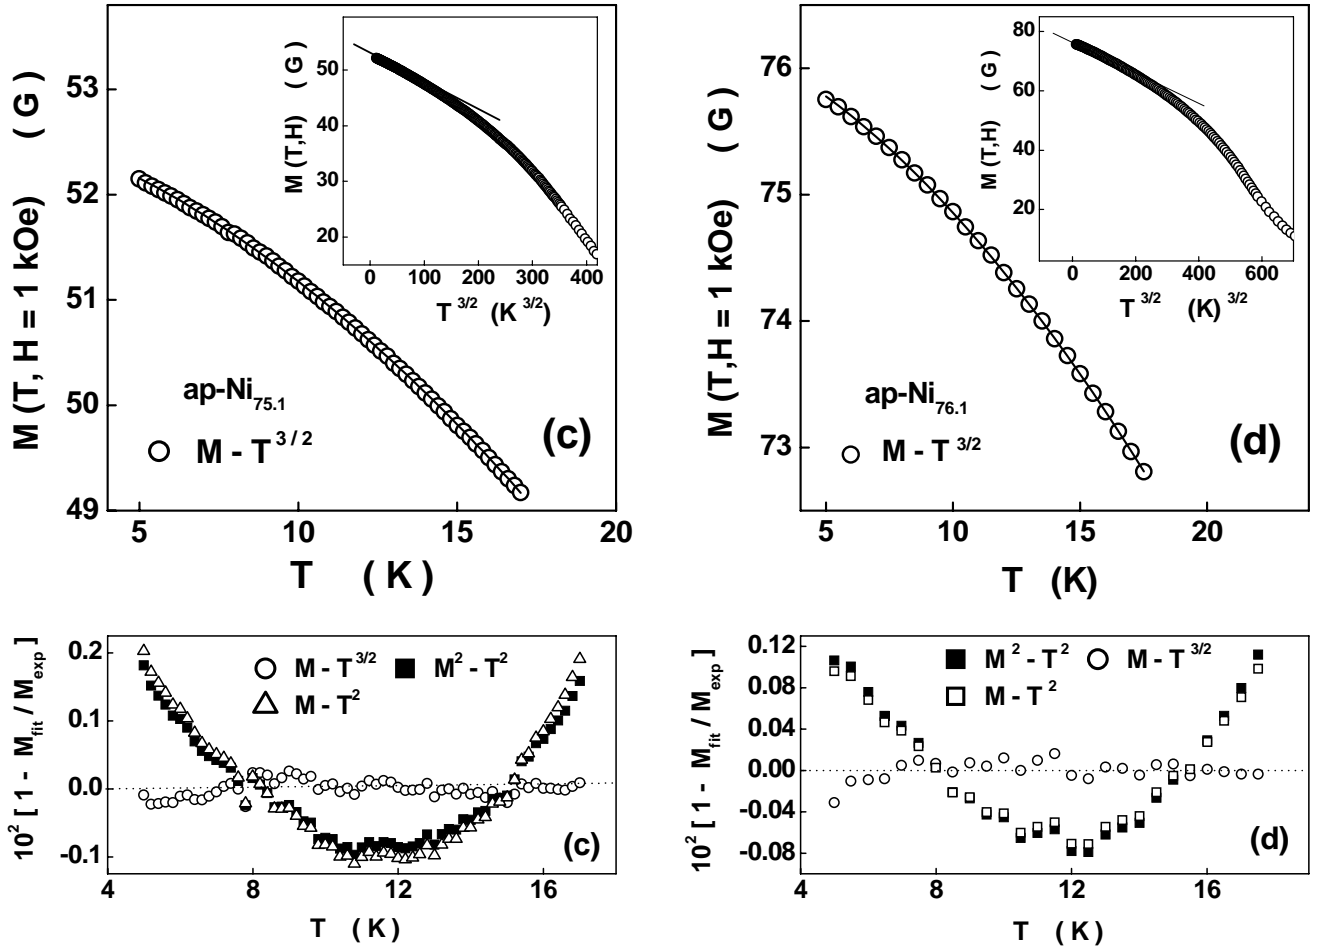 M (T, H = 1 kOe) (G)
53
52
51
50
49
5
10
15
20
T (K)
ap-Ni75.1
M - T3/2
(c)
M (T,H) (G)
50
40
30
20
0
100
200
300
400
T 3/2 (K 3/2)
M (T,H = 1 kOe) (G)
76
75
74
73
5
10
15
20
T (K)
ap-Ni76.1
M - T3/2
(d)
M (T,H) (G)
80
60
40
20
0
200
400
600
T 3/2 (K) 3/2
10² [ 1 - Mfit / Mexp ]
0.2
0.1
0.0
-0.1
4
8
12
16
T (K)
M - T3/2
M² - T²
M - T²
(c)
10² [ 1 - Mfit / Mexp ]
0.12
0.08
0.04
0.00
-0.04
-0.08
4
8
12
16
T (K)
M² - T²
M - T3/2
M - T²
(d)